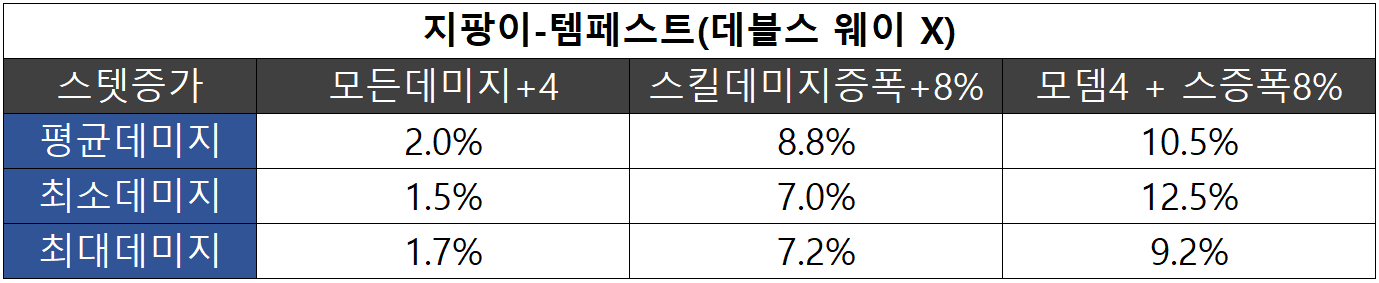 지팡이-템페스트(데블스 웨이 X)
스텟증가 모든데미지+4 스킬데미지증폭+8% 모뎀4 + 스증폭8%
평균데미지 2.0% 8.8% 10.5%
최소데미지 1.5% 7.0% 12.5%
최대데미지 1.7% 7.2% 9.2%